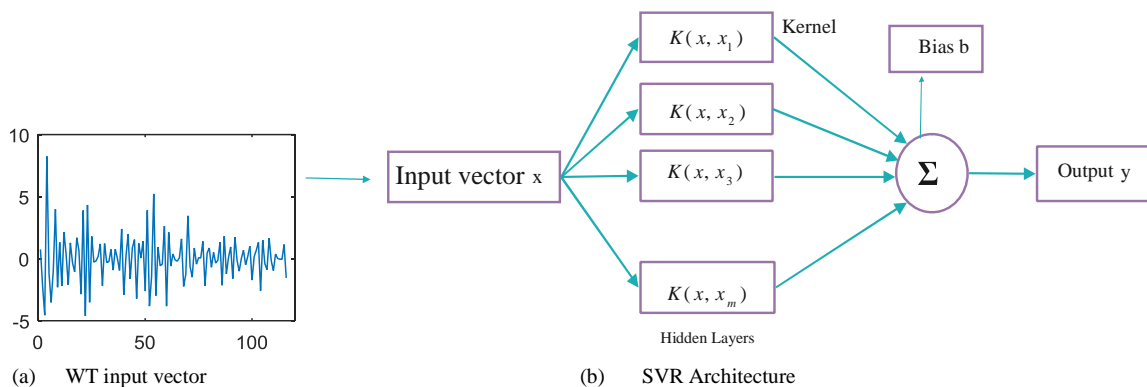 K(x, x1)
Kernel
Bias b
K(x, x2)
10
5
0
-5
0
50
100
Input vector x
K(x, x3)
Σ
Output y
K(x, xm)
Hidden Layers
(a) WT input vector
(b) SVR Architecture